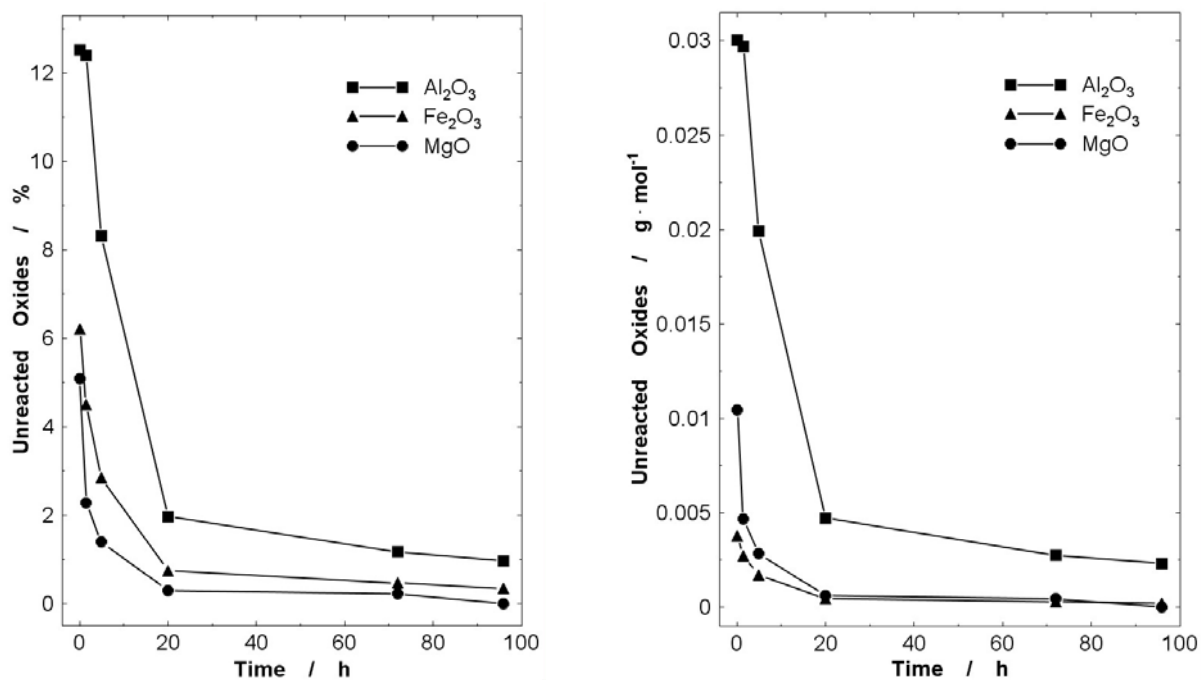 Unreacted Oxides / %
12
10
8
6
4
2
0
Al₂O₃
Fe₂O₃
MgO
0 20 40 60 80 100
Time / h
Unreacted Oxides / g · mol⁻¹
0.03
0.025
0.02
0.015
0.01
0.005
0
Al₂O₃
Fe₂O₃
MgO
0 20 40 60 80 100
Time / h